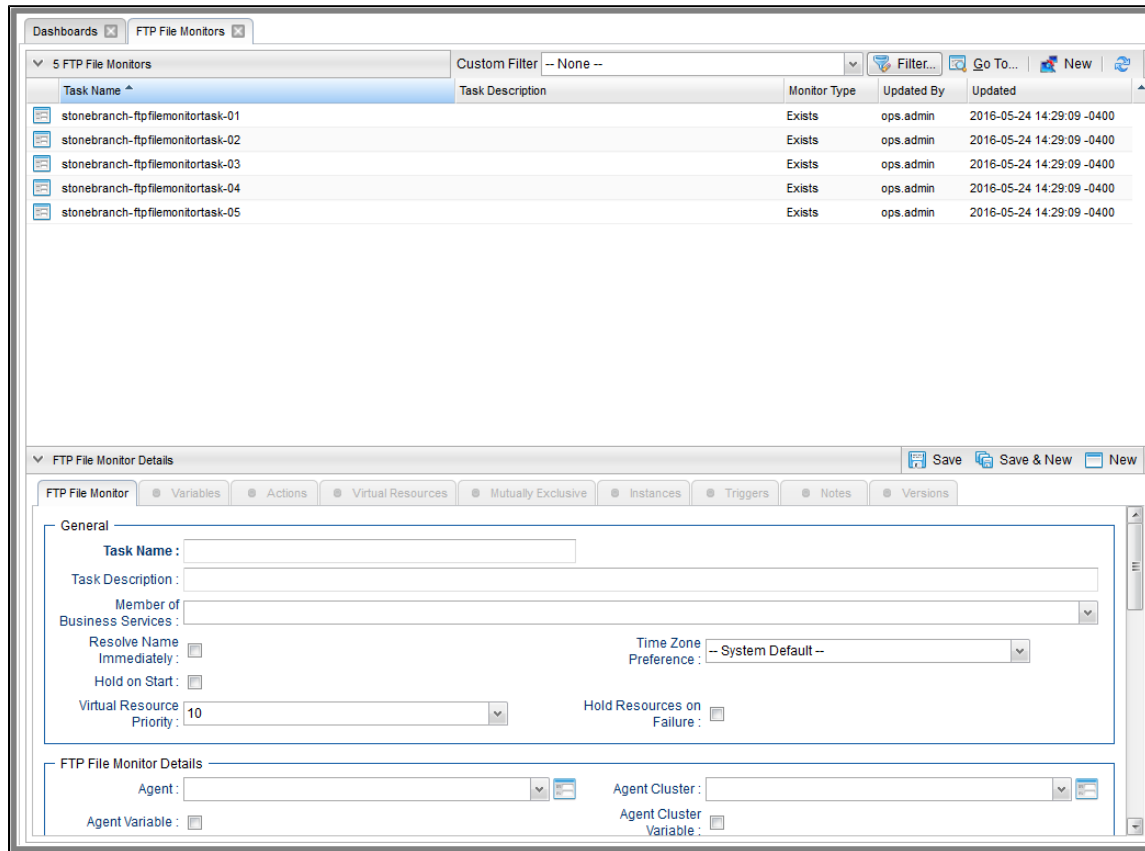 Dashboards FTP File Monitors
5 FTP File Monitors Custom Filter -- None -- Filter... Go To... New
Task Name Task Description Monitor Type Updated By Updated
stonebranch-ftpfilemonitortask-01 Exists ops.admin 2016-05-24 14:29:09 -0400
stonebranch-ftpfilemonitortask-02 Exists ops.admin 2016-05-24 14:29:09 -0400
stonebranch-ftpfilemonitortask-03 Exists ops.admin 2016-05-24 14:29:09 -0400
stonebranch-ftpfilemonitortask-04 Exists ops.admin 2016-05-24 14:29:09 -0400
stonebranch-ftpfilemonitortask-05 Exists ops.admin 2016-05-24 14:29:09 -0400
FTP File Monitor Details Save Save & New New
FTP File Monitor Variables Actions Virtual Resources Mutually Exclusive Instances Triggers Notes Versions
General
Task Name :
Task Description :
Member of
Business Services :
Resolve Name
Immediately :
Time Zone
Preference : -- System Default --
Hold on Start :
Virtual Resource
Priority : 10
Hold Resources on
Failure :
FTP File Monitor Details
Agent : Agent Cluster :
Agent Variable : Agent Cluster
Variable :